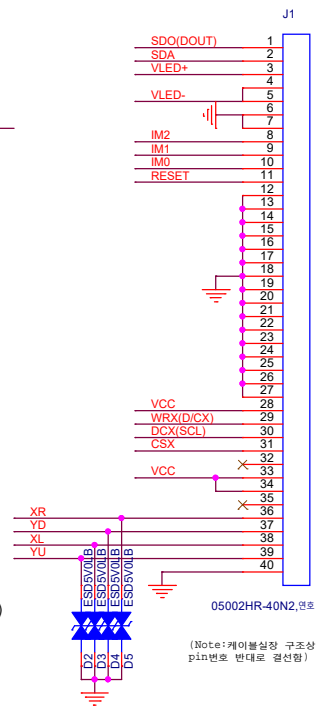 J1
SDO(DOUT) 1
SDA 2
VLED+ 3
4
VLED- 5
6
7
IM2 8
IM1 9
IM0 10
RESET 11
12
13
14
15
16
17
18
19
20
21
22
23
24
25
26
27
VCC 28
WRX(D/CX) 29
DCX(SCL) 30
CSX 31
32
VCC 33
34
35
XR 36
YD 37
XL 38
YU 39
40
ESD5V0LB
ESD5V0LB
ESD5V0LB
ESD5V0LB
D2
D3
D4
D5
)
05002HR-40N2,연호
(Note:케이블실장 구조상
pin번호 반대로 결선함)